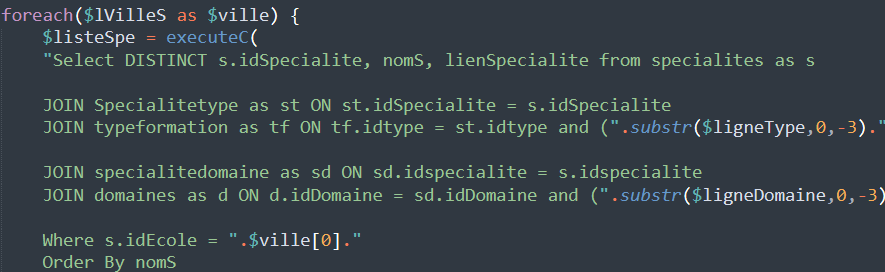 foreach($lVilleS as $ville) {
$listeSpe = executeC(
"Select DISTINCT s.idSpecialite, nomS, lienSpecialite from specialites as s
JOIN Specialitetype as st ON st.idSpecialite = s.idSpecialite
JOIN typeformation as tf ON tf.idtype = st.idtype and (".substr($ligneType,0,-3)."
JOIN specialitedomaine as sd ON sd.idspecialite = s.idspecialite
JOIN domaines as d ON d.idDomaine = sd.idDomaine and (".substr($ligneDomaine,0,-3)
Where s.idEcole = ".$ville[0]."
Order By nomS